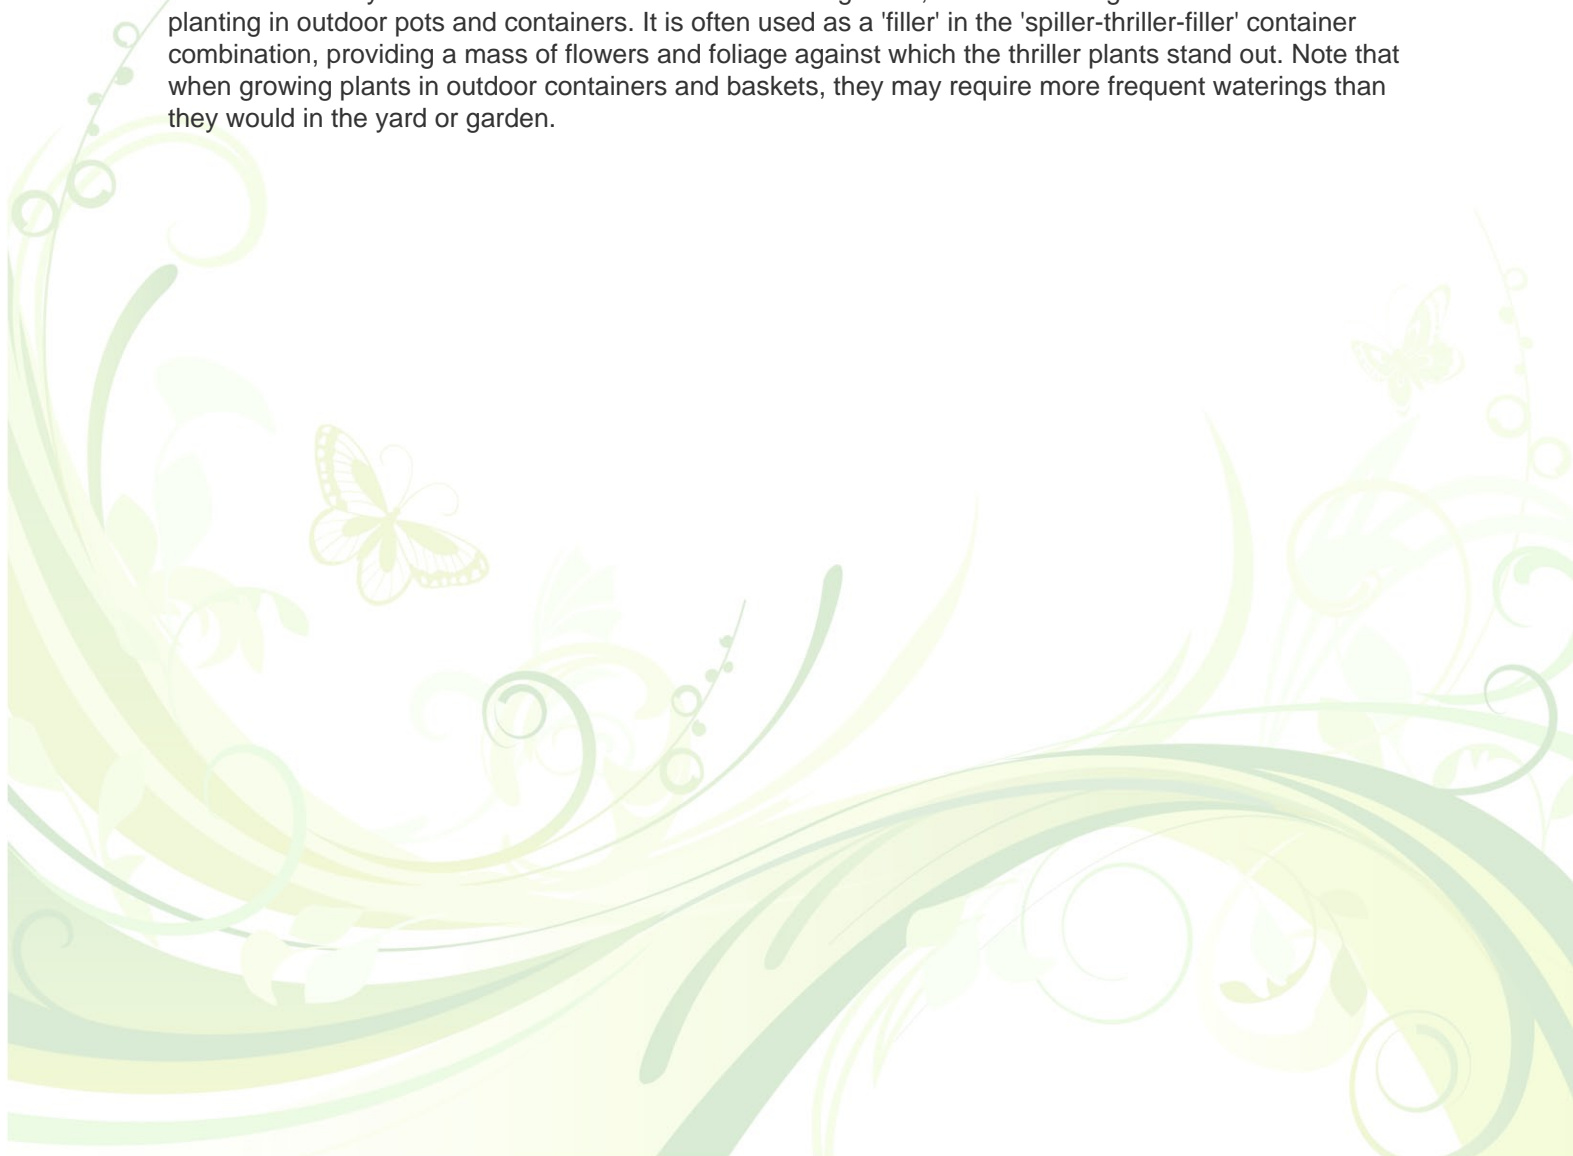 planting in outdoor pots and containers. It is often used as a 'filler' in the 'spiller-thriller-filler' container
combination, providing a mass of flowers and foliage against which the thriller plants stand out. Note that
when growing plants in outdoor containers and baskets, they may require more frequent waterings than
they would in the yard or garden.